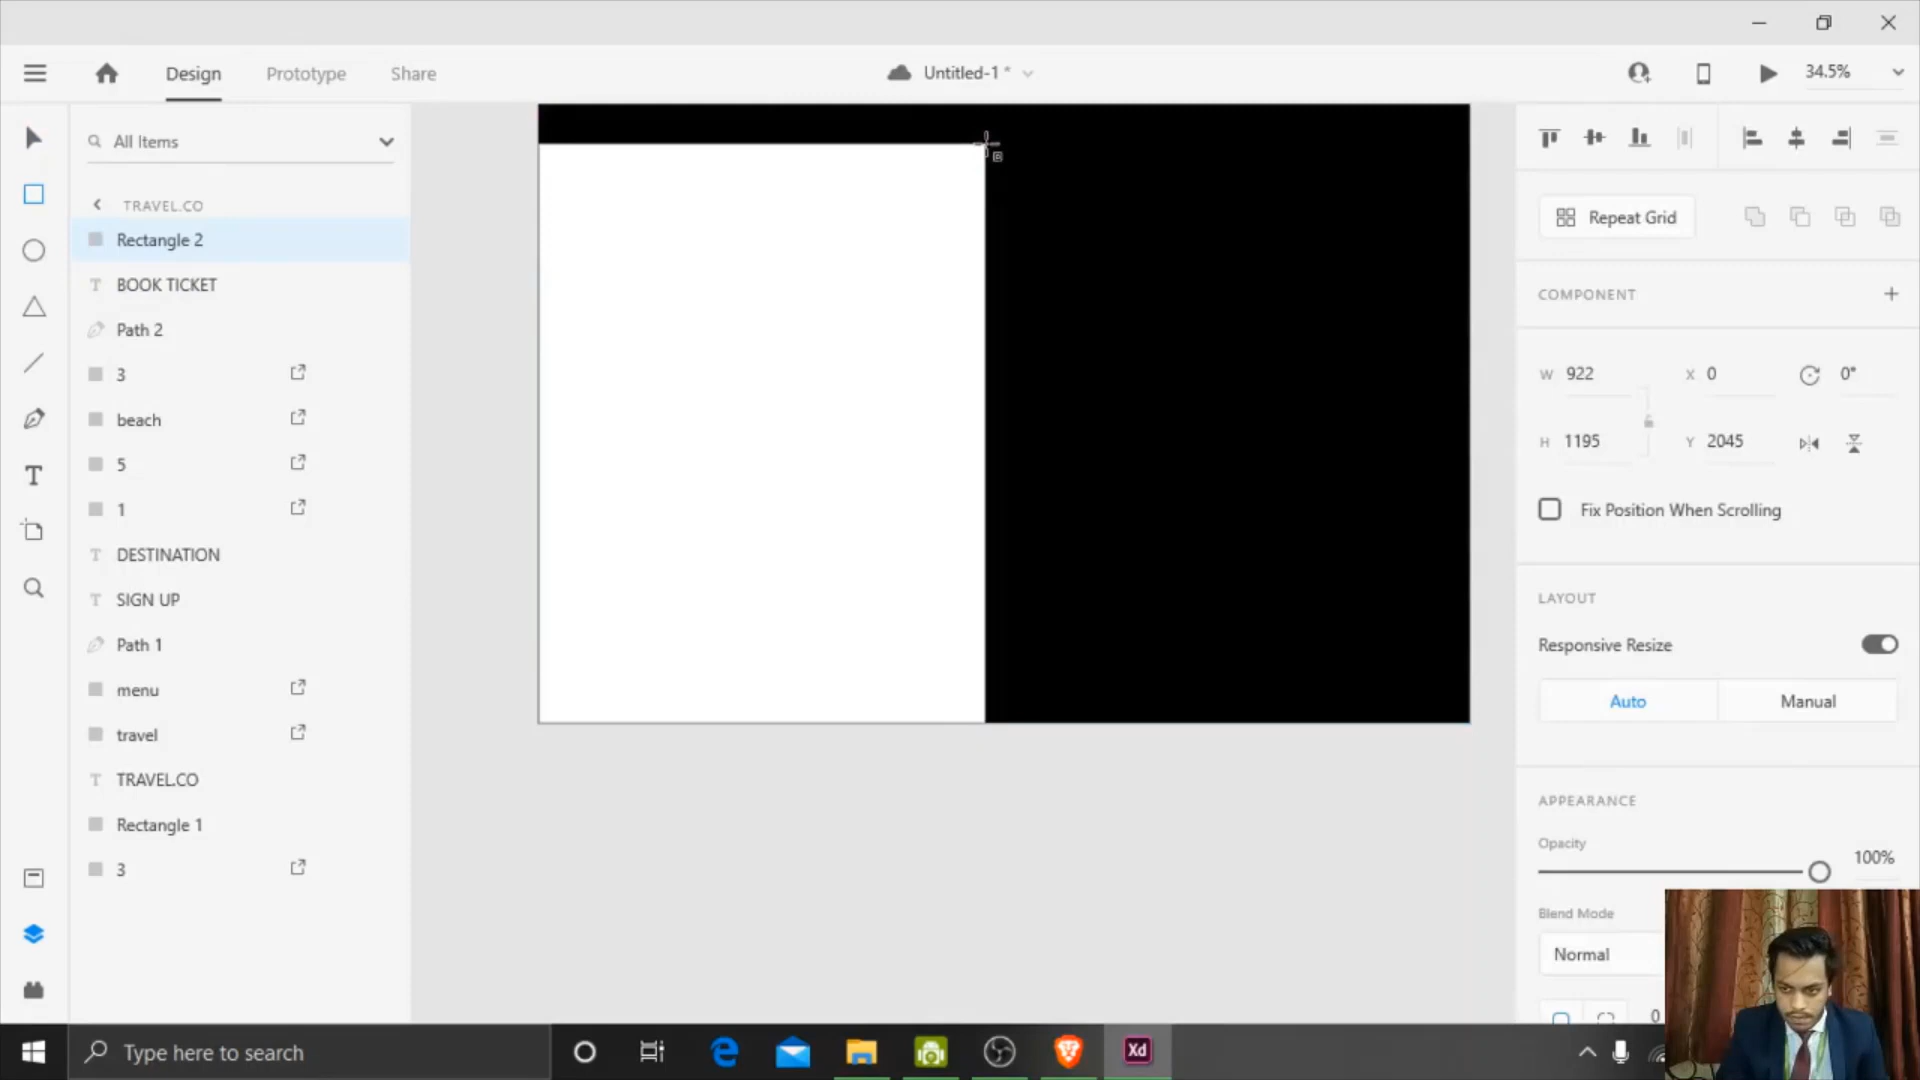 Design
Prototype
Share
Untitled-1 *
34.5%
All Items
TRAVEL.CO
Rectangle 2
BOOK TICKET
Path 2
3
beach
5
1
DESTINATION
SIGN UP
Path 1
menu
travel
TRAVEL.CO
Rectangle 1
3
Repeat Grid
COMPONENT
W 922
X 0
0°
H 1195
Y 2045
Fix Position When Scrolling
LAYOUT
Responsive Resize
Auto
Manual
APPEARANCE
Opacity
100%
Blend Mode
Normal
0
Type here to search
Xd